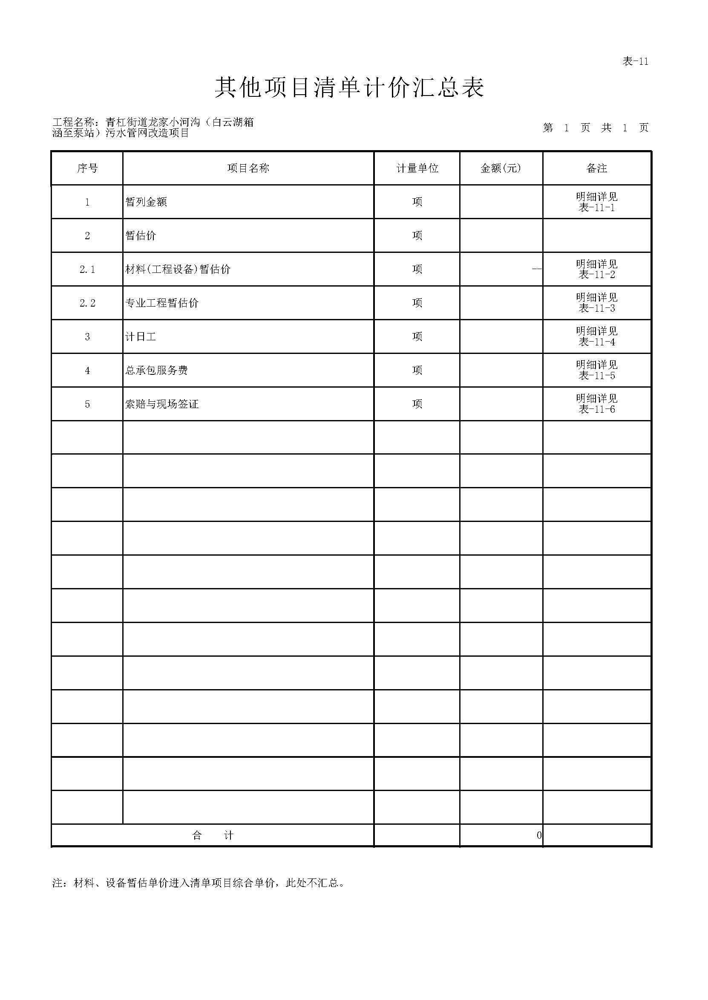 表-11
其他项目清单计价汇总表
工程名称：青杠街道龙家小河沟（白云湖箱
涵至泵站）污水管网改造项目
第 1 页 共 1 页
序号 项目名称 计量单位 金额(元) 备注
1 暂列金额 项 明细详见
表-11-1
2 暂估价 项
2.1 材料(工程设备)暂估价 项 -- 明细详见
表-11-2
2.2 专业工程暂估价 项 明细详见
表-11-3
3 计日工 项 明细详见
表-11-4
4 总承包服务费 项 明细详见
表-11-5
5 索赔与现场签证 项 明细详见
表-11-6
合 计 0
注：材料、设备暂估单价进入清单项目综合单价，此处不汇总。